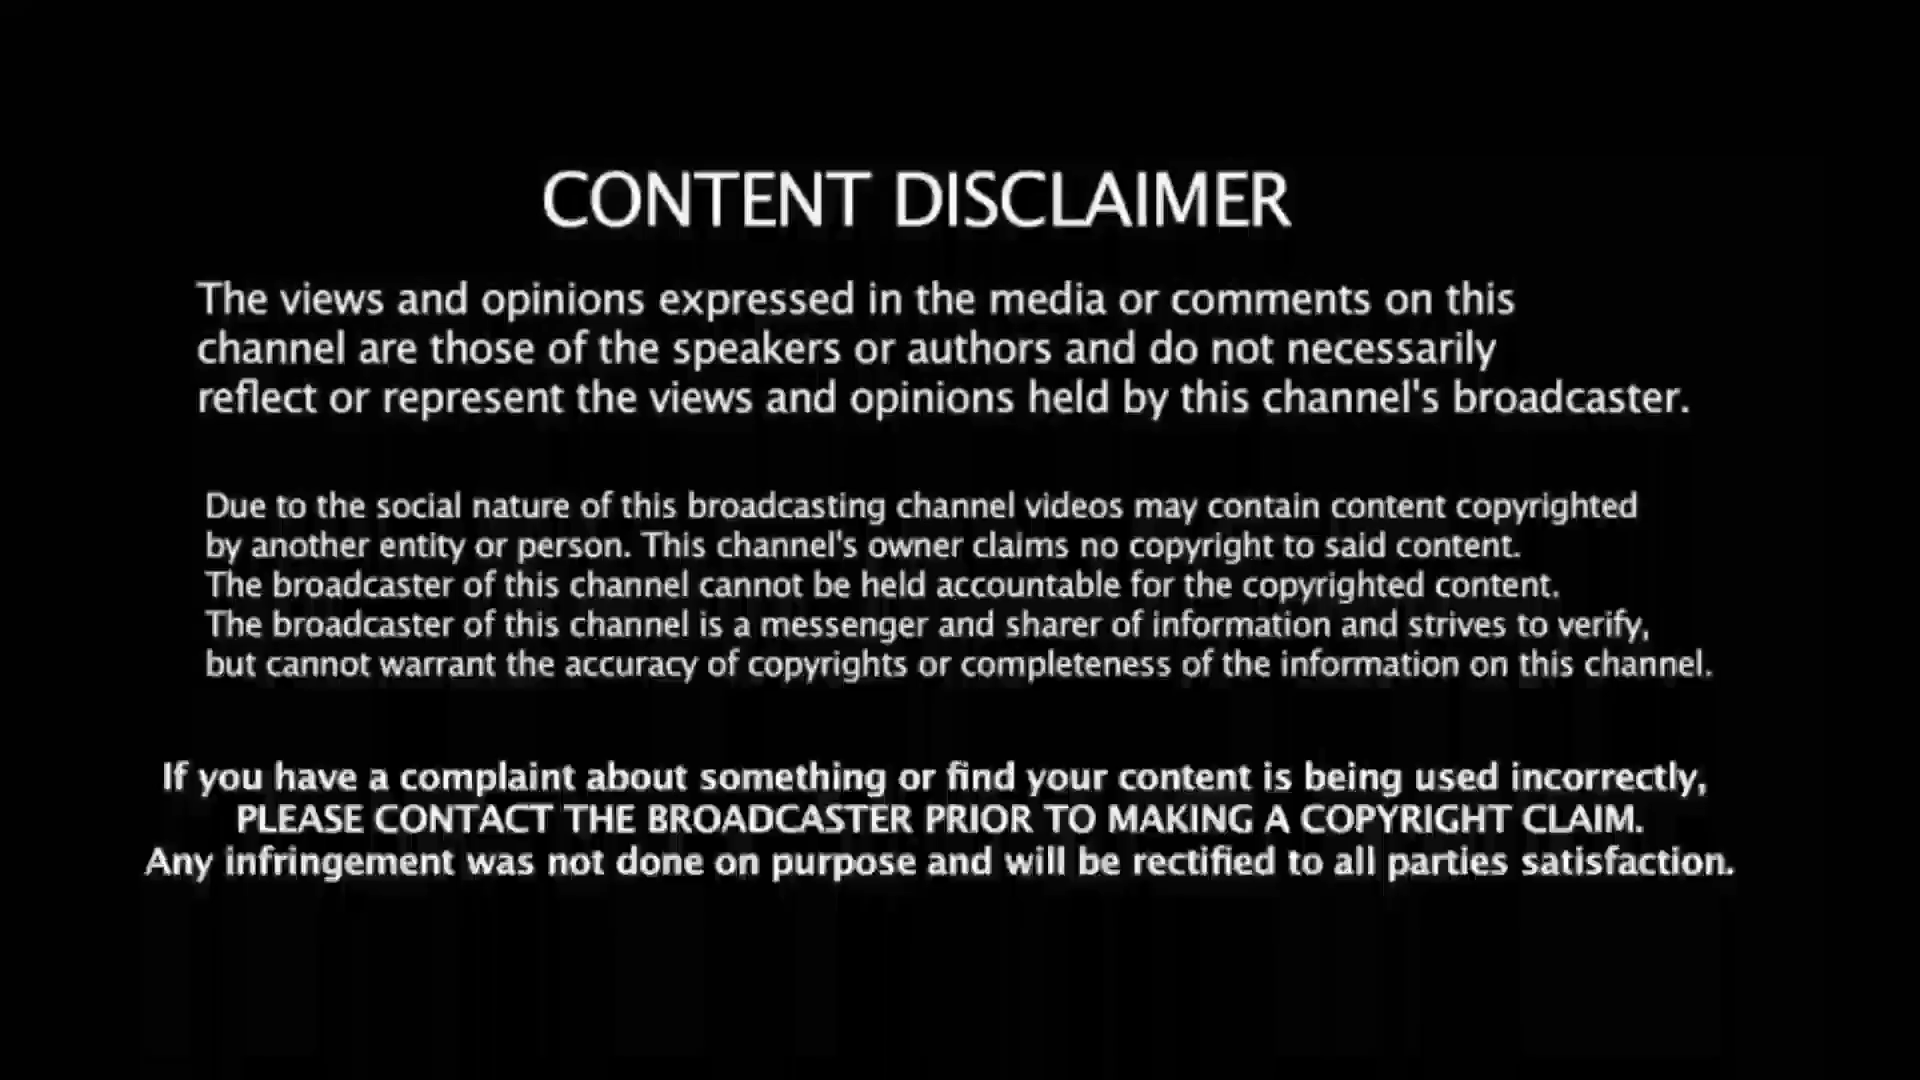 CONTENT DISCLAIMER
The views and opinions expressed in the media or comments on this
channel are those of the speakers or authors and do not necessarily
reflect or represent the views and opinions held by this channel's broadcaster.
Due to the social nature of this broadcasting channel videos may contain content copyrighted
by another entity or person. This channel's owner claims no copyright to said content.
The broadcaster of this channel cannot be held accountable for the copyrighted content.
The broadcaster of this channel is a messenger and sharer of information and strives to verify,
but cannot warrant the accuracy of copyrights or completeness of the information on this channel.
If you have a complaint about something or find your content is being used incorrectly,
PLEASE CONTACT THE BROADCASTER PRIOR TO MAKING A COPYRIGHT CLAIM.
Any infringement was not done on purpose and will be rectified to all parties satisfaction.